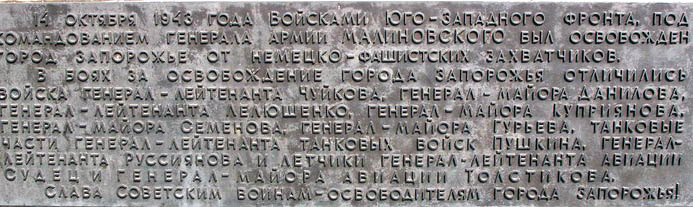 14 ОКТЯБРЯ 1943 ГОДА ВОЙСКАМИ ЮГО-ЗАПАДНОГО ФРОНТА, ПОД
КОМАНДОВАНИЕМ ГЕНЕРАЛА АРМИИ МАЛИНОВСКОГО БЫЛ ОСВОБОЖДЕН
ГОРОД ЗАПОРОЖЬЕ ОТ НЕМЕЦКО-ФАШИСТСКИХ ЗАХВАТЧИКОВ.
В БОЯХ ЗА ОСВОБОЖДЕНИЕ ГОРОДА ЗАПОРОЖЬЯ ОТЛИЧИЛИСЬ
ВОЙСКА ГЕНЕРАЛ-ЛЕЙТЕНАНТА ЧУЙКОВА, ГЕНЕРАЛ-МАЙОРА ДАНИЛОВА,
ГЕНЕРАЛ-ЛЕЙТЕНАНТА ЛЕЛЮШЕНКО, ГЕНЕРАЛ-МАЙОРА КУПРИЯНОВА,
ГЕНЕРАЛ-МАЙОРА СЕМЕНОВА, ГЕНЕРАЛ-МАЙОРА ГУРЬЕВА, ТАНКОВЫЕ
ЧАСТИ ГЕНЕРАЛ-ЛЕЙТЕНАНТА ТАНКОВЫХ ВОЙСК ПУШКИНА, ГЕНЕРАЛ-
ЛЕЙТЕНАНТА РУССИЯНОВА И ЛЕТЧИКИ ГЕНЕРАЛ-ЛЕЙТЕНАНТА АВИАЦИИ
СУДЕЦ И ГЕНЕРАЛ-МАЙОРА АВИАЦИИ ТОЛСТИКОВА.
СЛАВА СОВЕТСКИМ ВОИНАМ-ОСВОБОДИТЕЛЯМ ГОРОДА ЗАПОРОЖЬЯ!